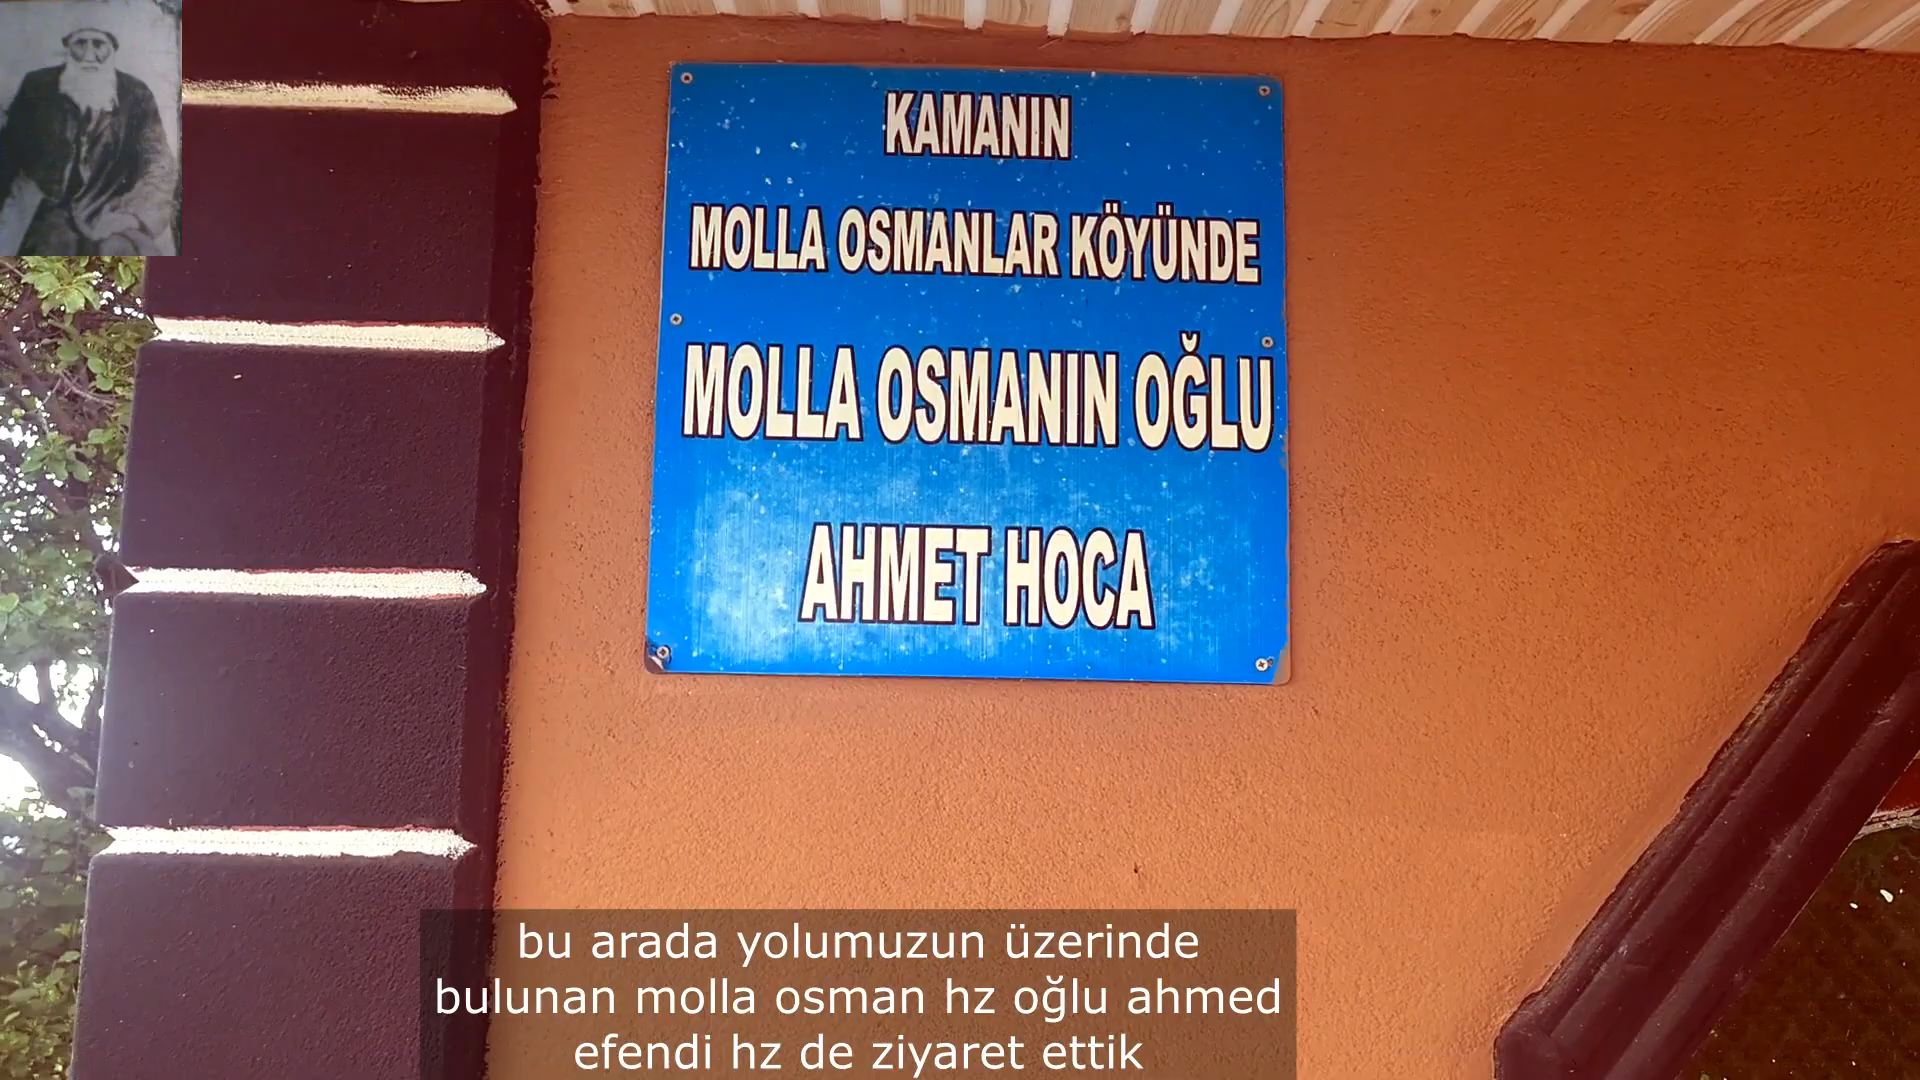 KAMANIN
MOLLA OSMANLAR KÖYÜNDE
MOLLA OSMANIN OĞLU
AHMET HOCA
bu arada yolumuzun üzerinde
bulunan molla osman hz oğlu ahmed
efendi hz de ziyaret ettik